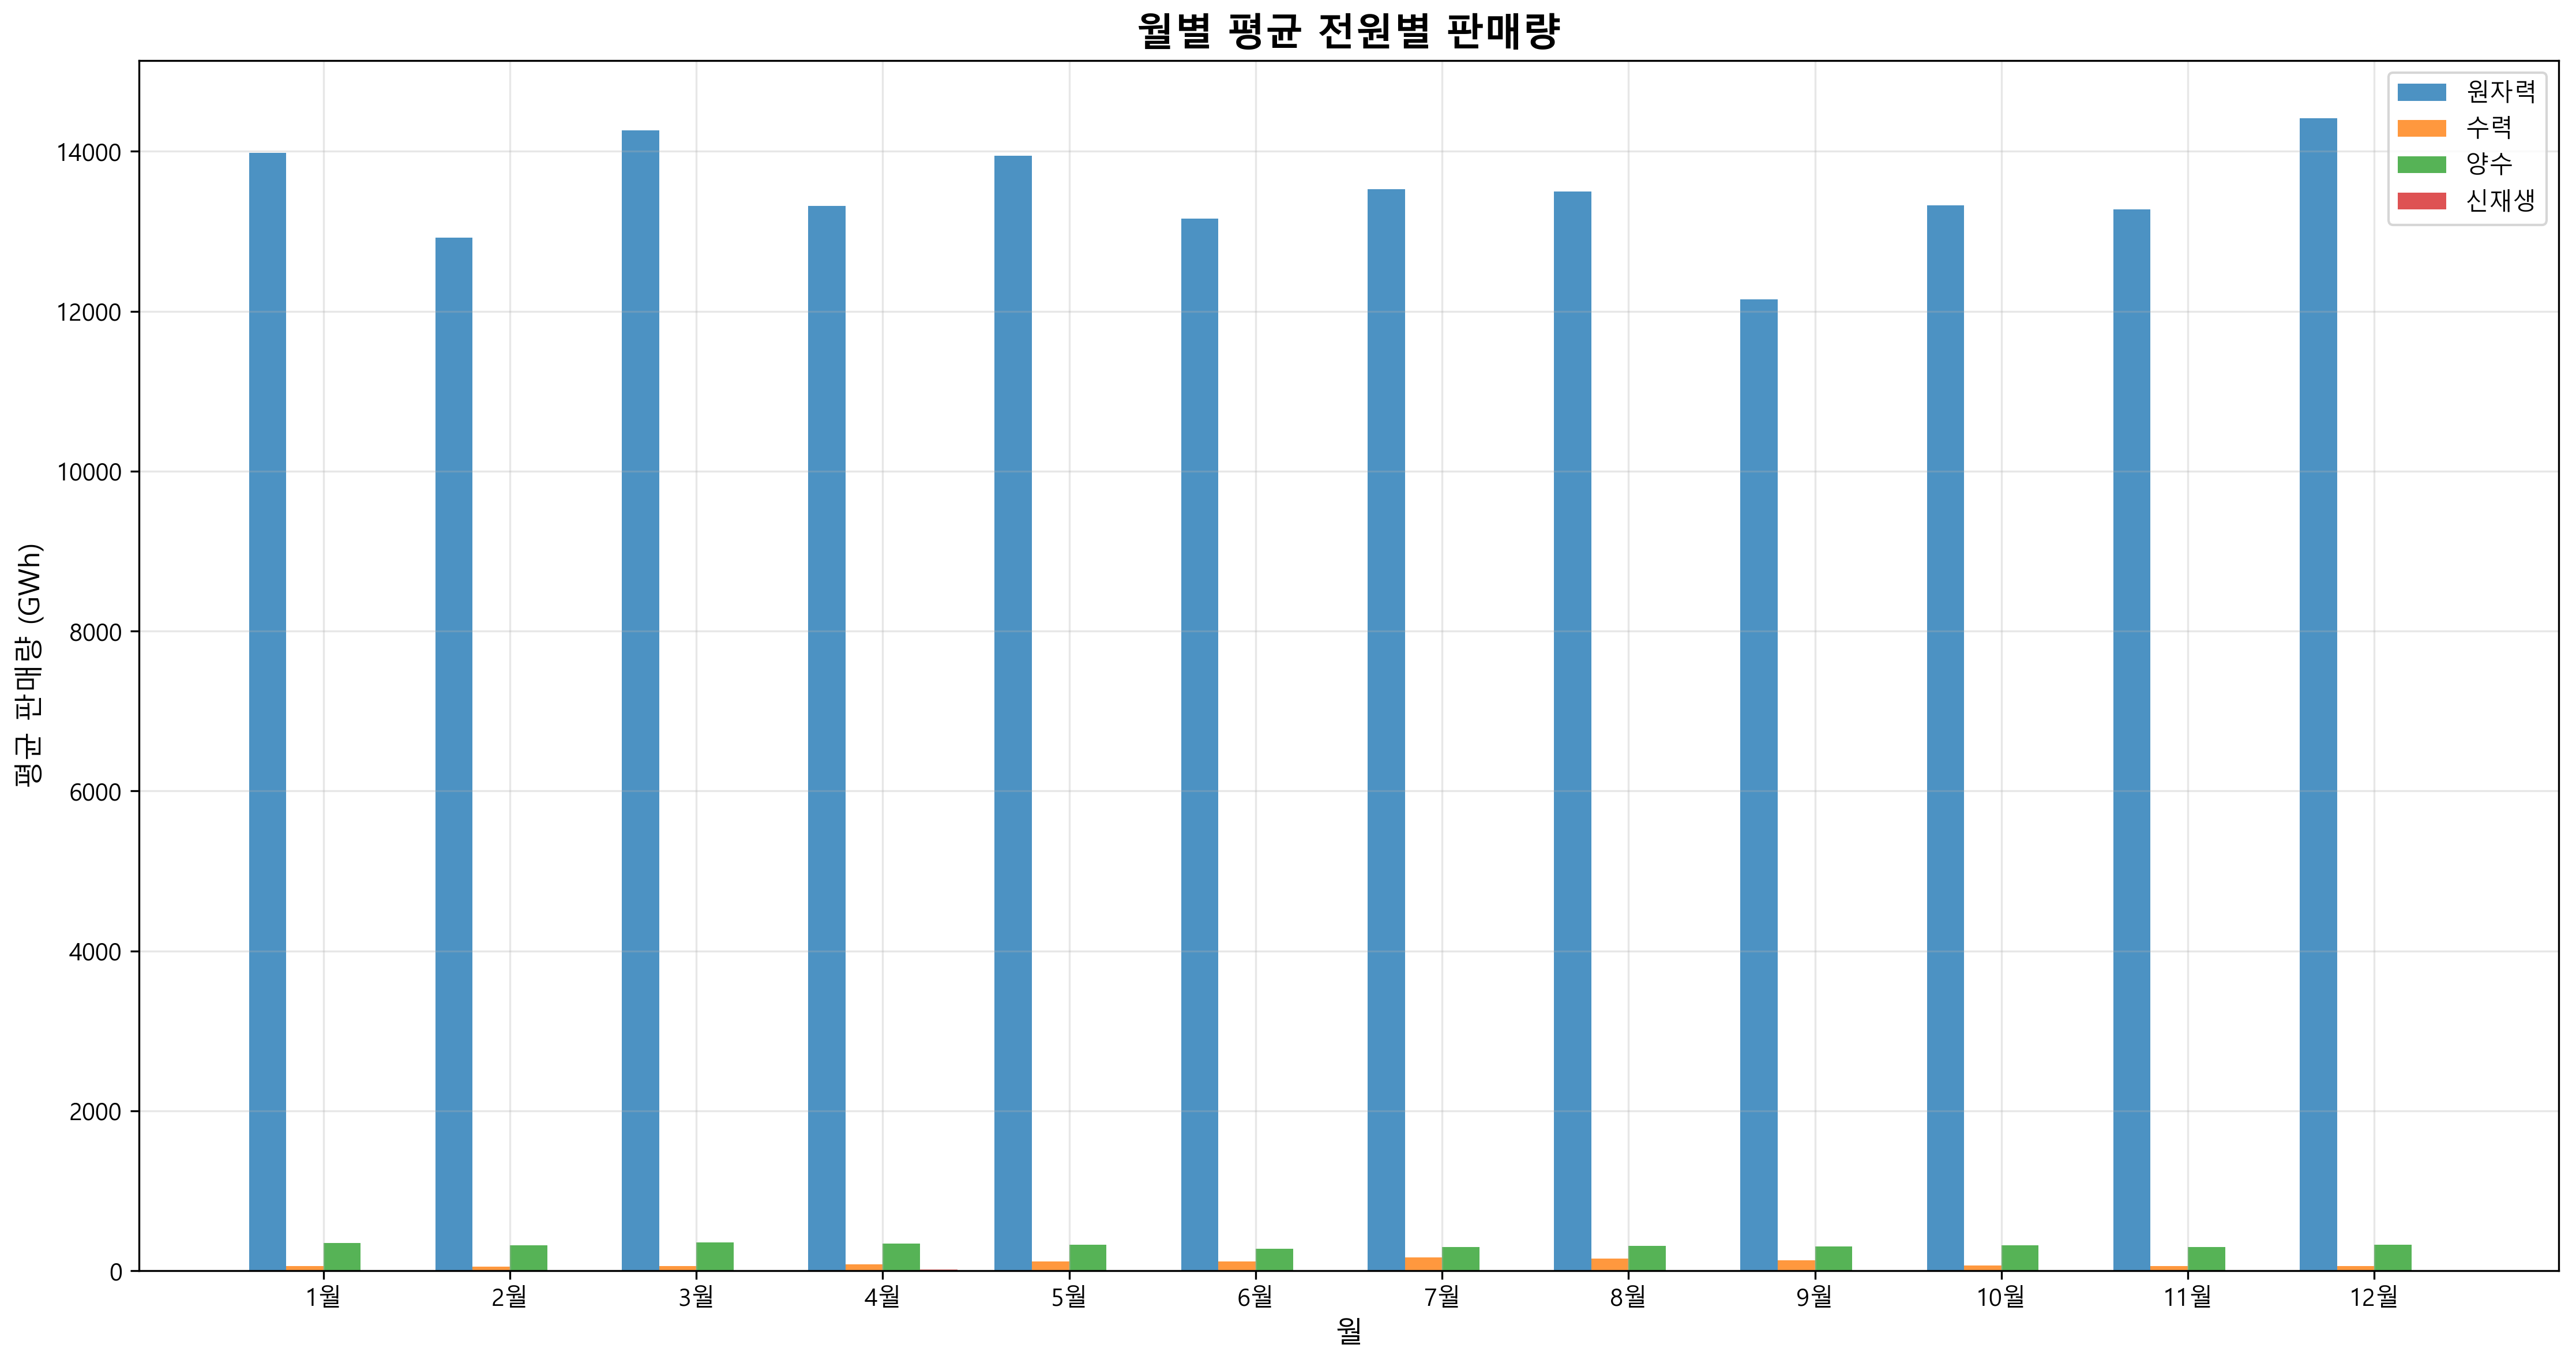 월별 평균 전원별 판매량
원자력
수력
양수
신재생
평균 판매량 (GWh)
14000
12000
10000
8000
6000
4000
2000
0
1월 2월 3월 4월 5월 6월 7월 8월 9월 10월 11월 12월
월